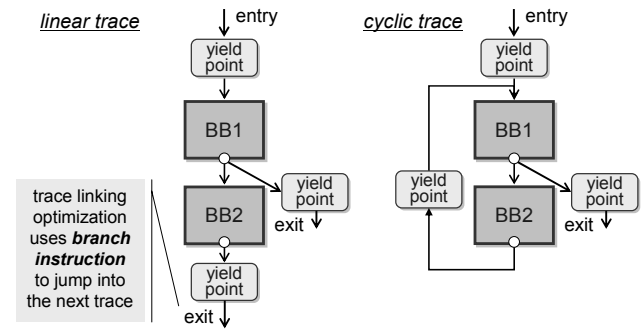 linear trace
entry
yield
point
BB1
yield
point
exit
BB2
yield
point
exit
trace linking
optimization
uses branch
instruction
to jump into
the next trace
cyclic trace
entry
yield
point
BB1
yield
point
yield
point
exit
BB2